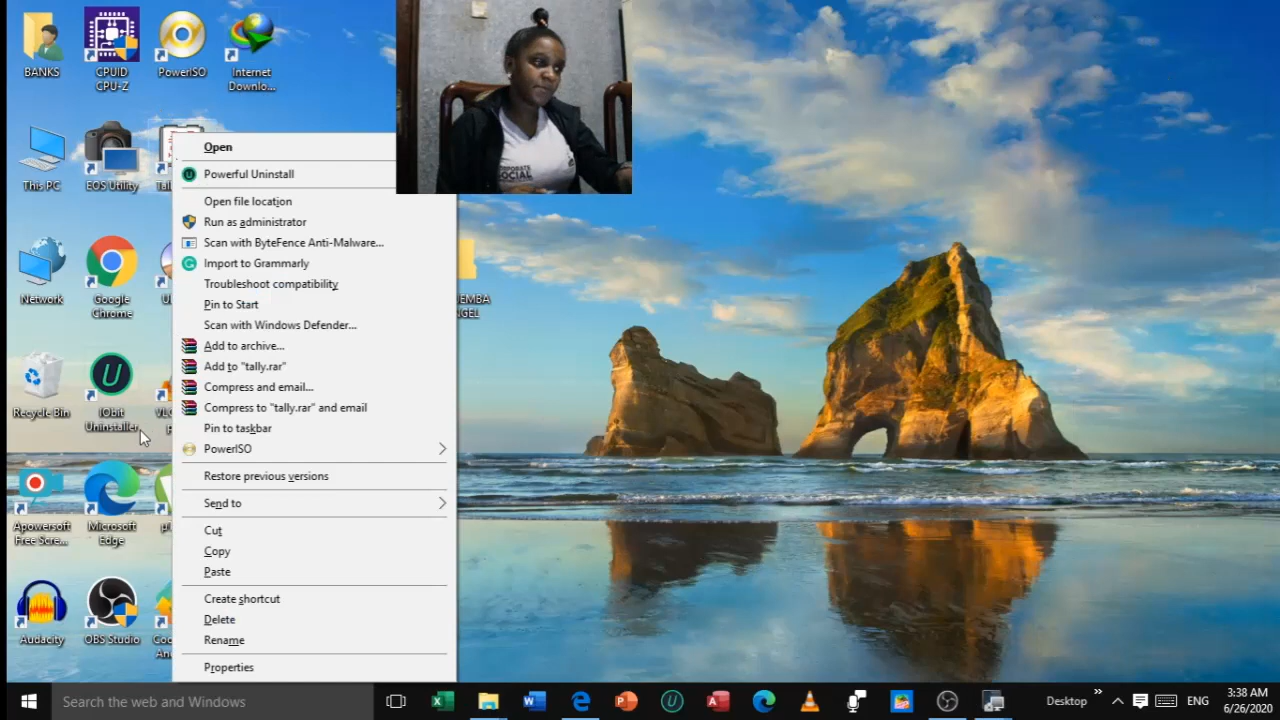 BANKS
CPUID
CPU-Z
PowerISO
Internet
Downlo...
This PC
EOS Utility
Network
Google
Chrome
Recycle Bin
IObit
Uninstaller
Apowersoft
Free Scre...
Microsoft
Edge
Audacity
OBS Studio
Open
Powerful Uninstall
Open file location
Run as administrator
Scan with ByteFence Anti-Malware...
Import to Grammarly
Troubleshoot compatibility
Pin to Start
Scan with Windows Defender...
Add to archive...
Add to "tally.rar"
Compress and email...
Compress to "tally.rar" and email
Pin to taskbar
PowerISO
Restore previous versions
Send to
Cut
Copy
Paste
Create shortcut
Delete
Rename
Properties
SOCIAL
Search the web and Windows
Desktop
ENG
3:38 AM
6/26/2020